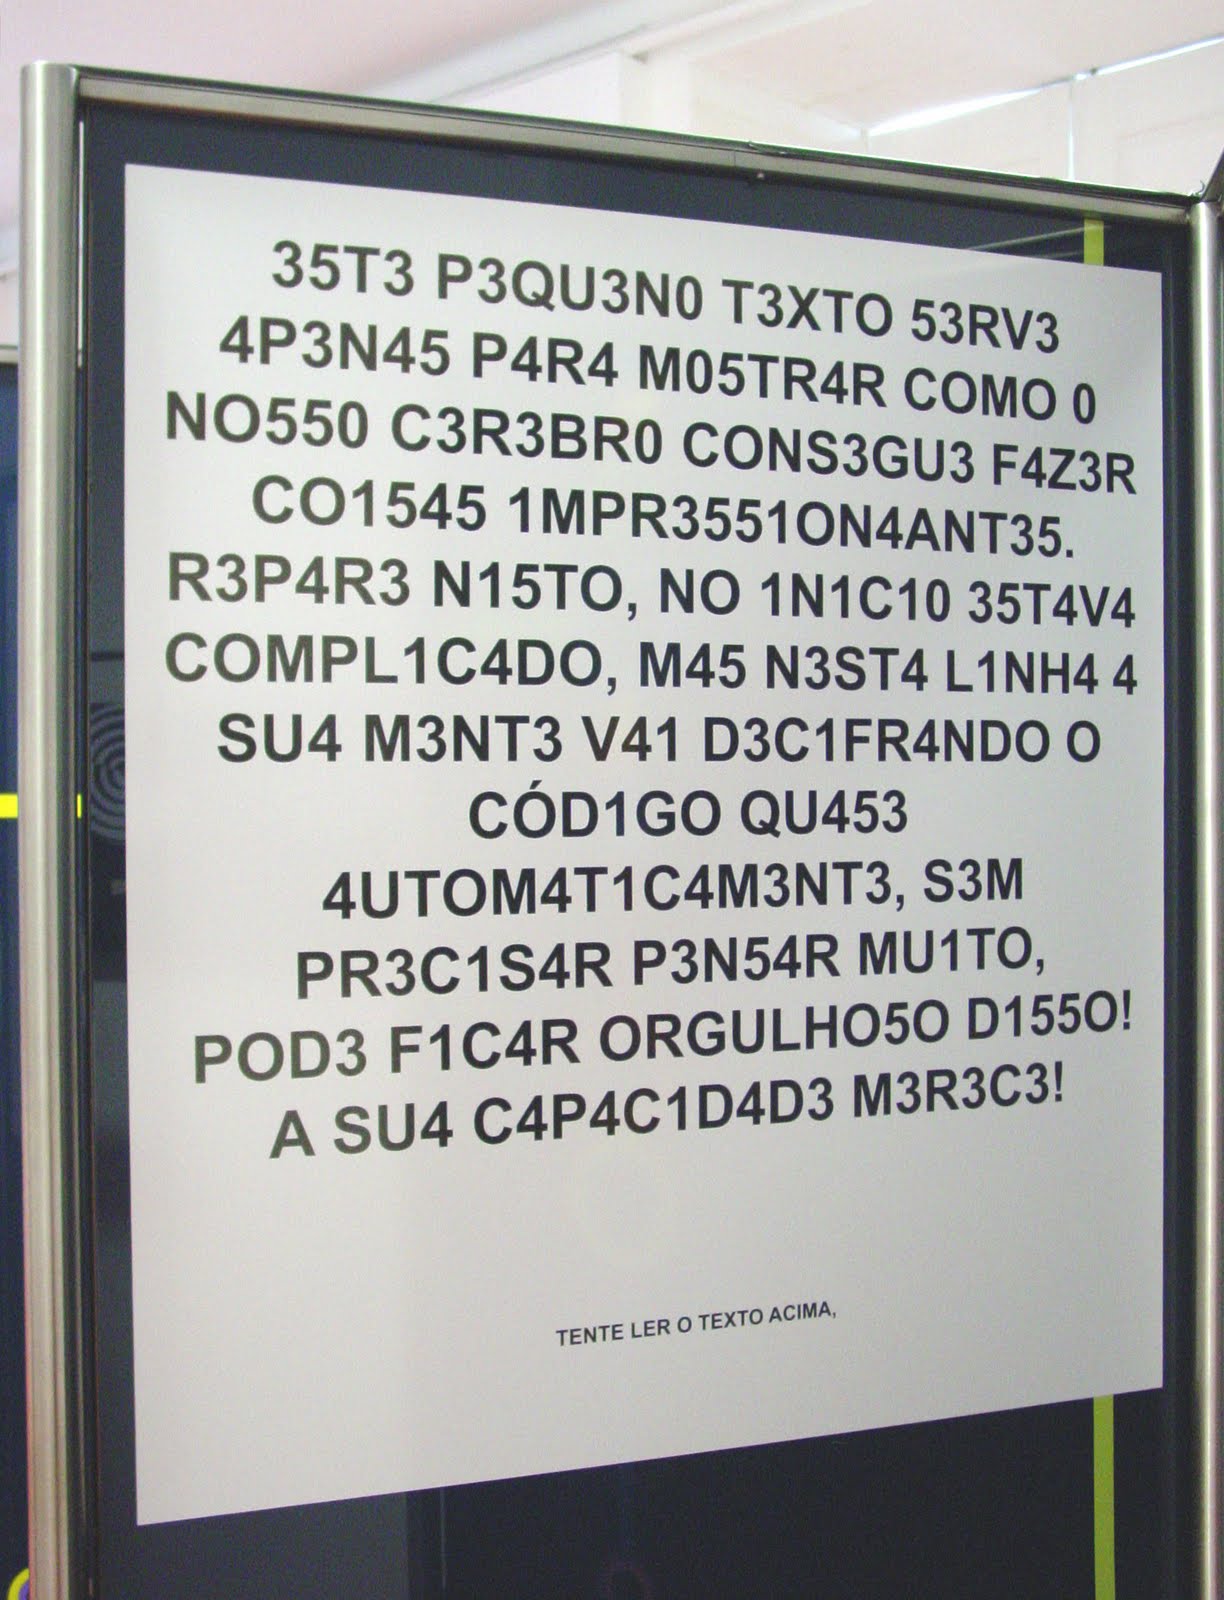 35T3 P3QU3N0 T3XTO 53RV3
4P3N45 P4R4 M05TR4R COMO 0
NO550 C3R3BR0 CONS3GU3 F4Z3R
CO1545 1MPR3551ON4ANT35.
R3P4R3 N15TO, NO 1N1C10 35T4V4
COMPL1C4DO, M45 N3ST4 L1NH4 4
SU4 M3NT3 V41 D3C1FR4NDO O
CÓD1GO QU453
4UTOM4T1C4M3NT3, S3M
PR3C1S4R P3N54R MU1TO,
POD3 F1C4R ORGULHO5O D155O!
A SU4 C4P4C1D4D3 M3R3C3!
TENTE LER O TEXTO ACIMA,